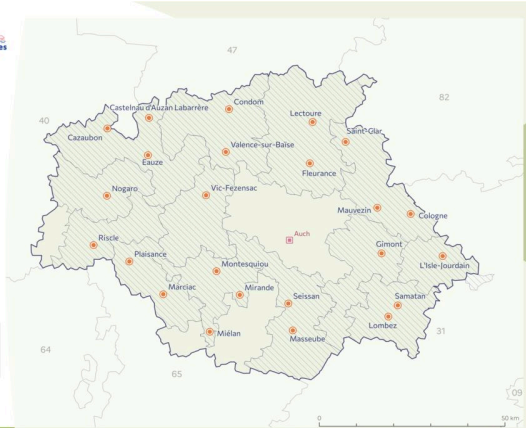 es
47
82
40
Condom
Castelnau d'Auzan Labarrère
Lectoure
Cazaubon
Saint-Clar
Valence-sur-Baïse
Eauze
Fleurance
Nogaro
Vic-Fezensac
Mauvezin
Cologne
Auch
Riscle
Gimont
Plaisance
L'Isle-Jourdain
Montesquiou
Marciac
Mirande
Seissan
Samatan
Lombez
Miélan
Masseube
31
64
65
09
0
50 km